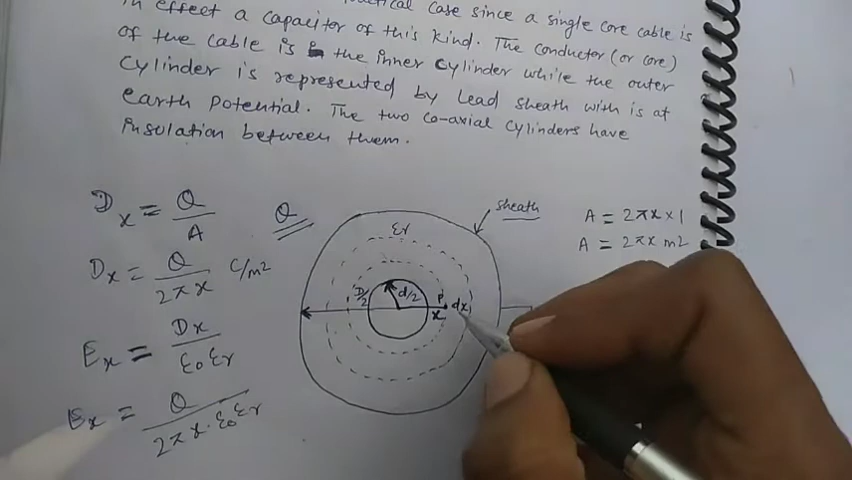 in effect a capacitor of this kind. The conductor (or core)
practical case since a single core cable is
of the cable is the inner cylinder while the outer
cylinder is represented by Lead sheath with is at
earth potential. The two co-axial cylinders have
insulation between them.
Dx = Q/A
Q
sheath
A = 2πx×1
A = 2πx m2
εr
Dx = Q/2πx C/m2
D/2
d/2
P
dx
x
Ex = Dx/ε0εr
Ex = Q/2πx.ε0εr